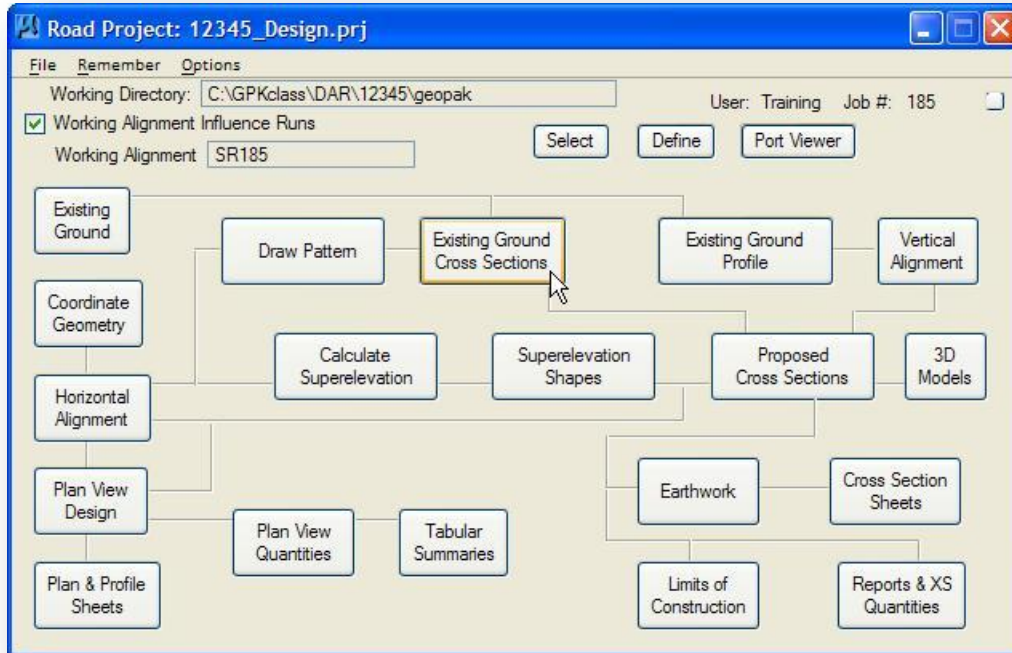 Road Project: 12345_Design.prj
File Remember Options
Working Directory: C:\GPKclass\DAR\12345\geopak
User: Training Job #: 185
Working Alignment Influence Runs
Working Alignment SR185
Select
Define
Port Viewer
Existing
Ground
Draw Pattern
Existing Ground
Cross Sections
Existing Ground
Profile
Vertical
Alignment
Coordinate
Geometry
Calculate
Superelevation
Superelevation
Shapes
Proposed
Cross Sections
3D
Models
Horizontal
Alignment
Plan View
Design
Earthwork
Cross Section
Sheets
Plan View
Quantities
Tabular
Summaries
Plan & Profile
Sheets
Limits of
Construction
Reports & XS
Quantities